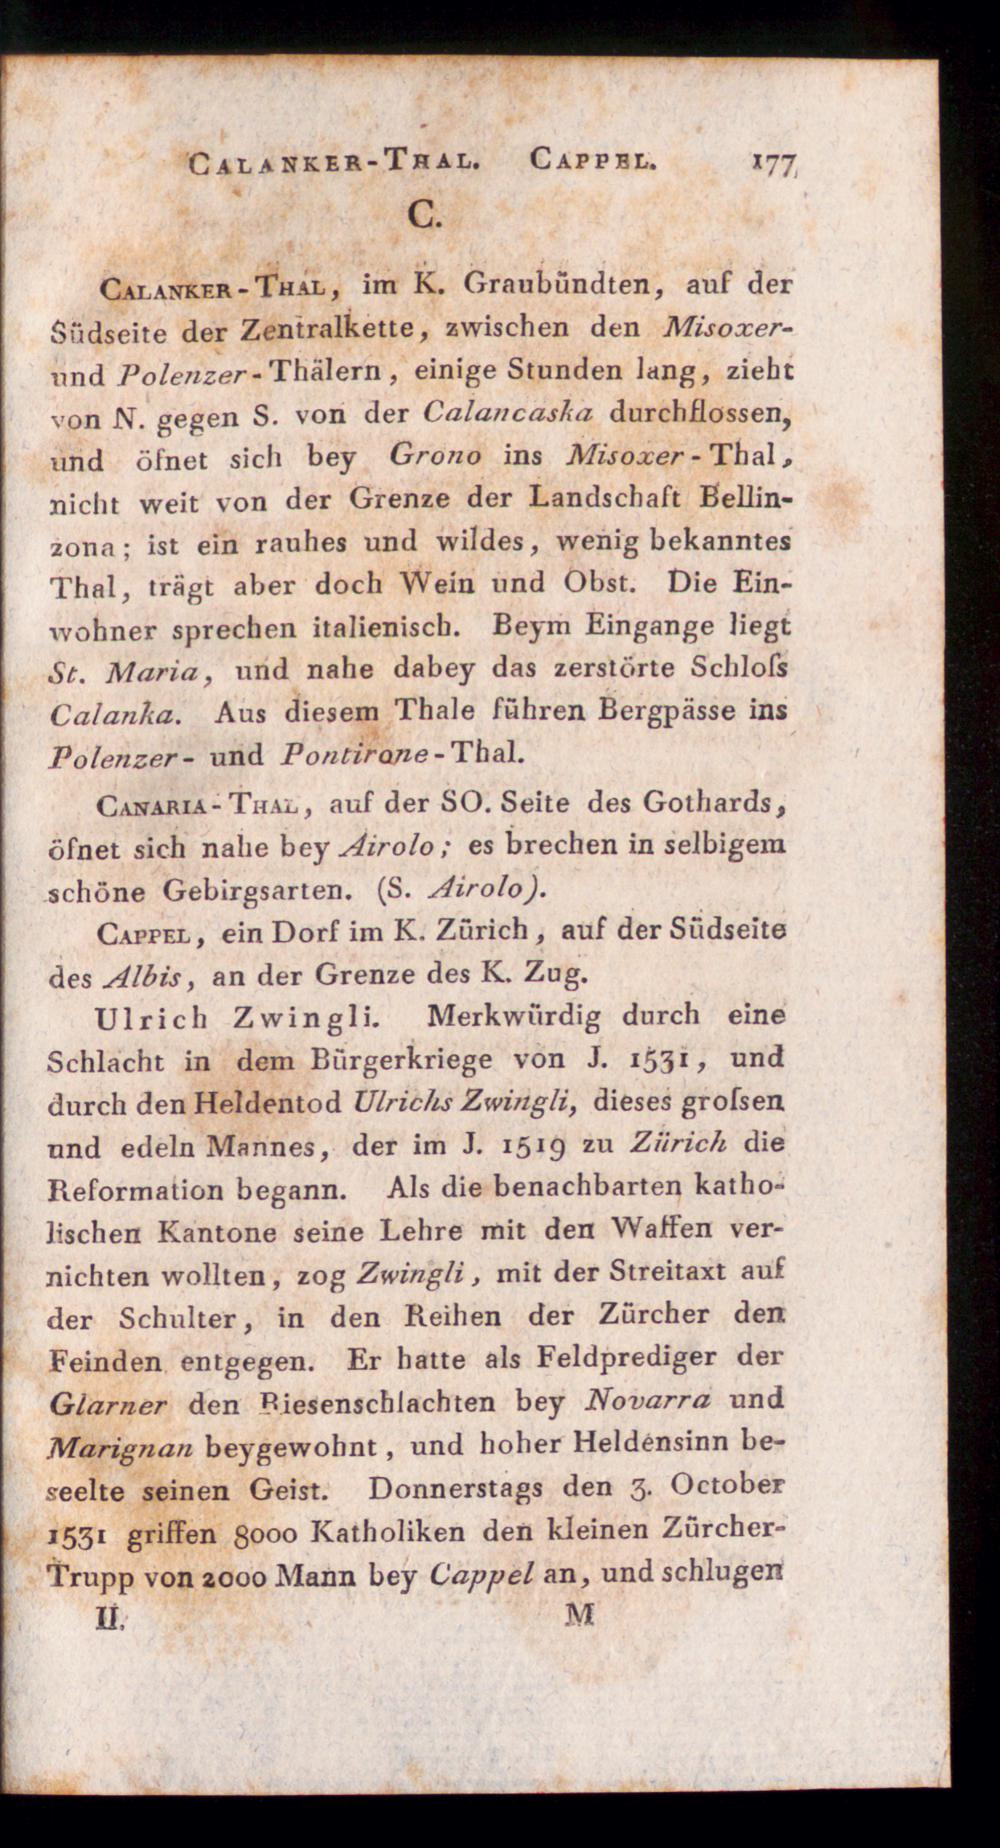 CALANKER-THAL. CAPPEL. 177
C.
CALANKER-THAL, im K. Graubündten, auf der
Südseite der Zentralkette, zwischen den Misoxer-
und Polenzer-Thälern, einige Stunden lang, zieht
von N. gegen S. von der Calancaska durchflossen,
und öfnet sich bey Grono ins Misoxer-Thal,
nicht weit von der Grenze der Landschaft Bellin-
zona; ist ein rauhes und wildes, wenig bekanntes
Thal, trägt aber doch Wein und Obst. Die Ein-
wohner sprechen italienisch. Beym Eingange liegt
St. Maria, und nahe dabey das zerstörte Schloſs
Calanka. Aus diesem Thale führen Bergpässe ins
Polenzer- und Pontirone-Thal.
CANARIA-THAL, auf der SO. Seite des Gothards,
öfnet sich nahe bey Airolo; es brechen in selbigem
schöne Gebirgsarten. (S. Airolo).
CAPPEL, ein Dorf im K. Zürich, auf der Südseite
des Albis, an der Grenze des K. Zug.
Ulrich Zwingli. Merkwürdig durch eine
Schlacht in dem Bürgerkriege von J. 1531, und
durch den Heldentod Ulrichs Zwingli, dieses groſsen
und edeln Mannes, der im J. 1519 zu Zürich die
Reformation begann. Als die benachbarten katho-
lischen Kantone seine Lehre mit den Waffen ver-
nichten wollten, zog Zwingli, mit der Streitaxt auf
der Schulter, in den Reihen der Zürcher den
Feinden entgegen. Er hatte als Feldprediger der
Glarner den Riesenschlachten bey Novarra und
Marignan beygewohnt, und hoher Heldensinn be-
seelte seinen Geist. Donnerstags den 3. October
1531 griffen 8000 Katholiken den kleinen Zürcher-
Trupp von 2000 Mann bey Cappel an, und schlugen
II. M